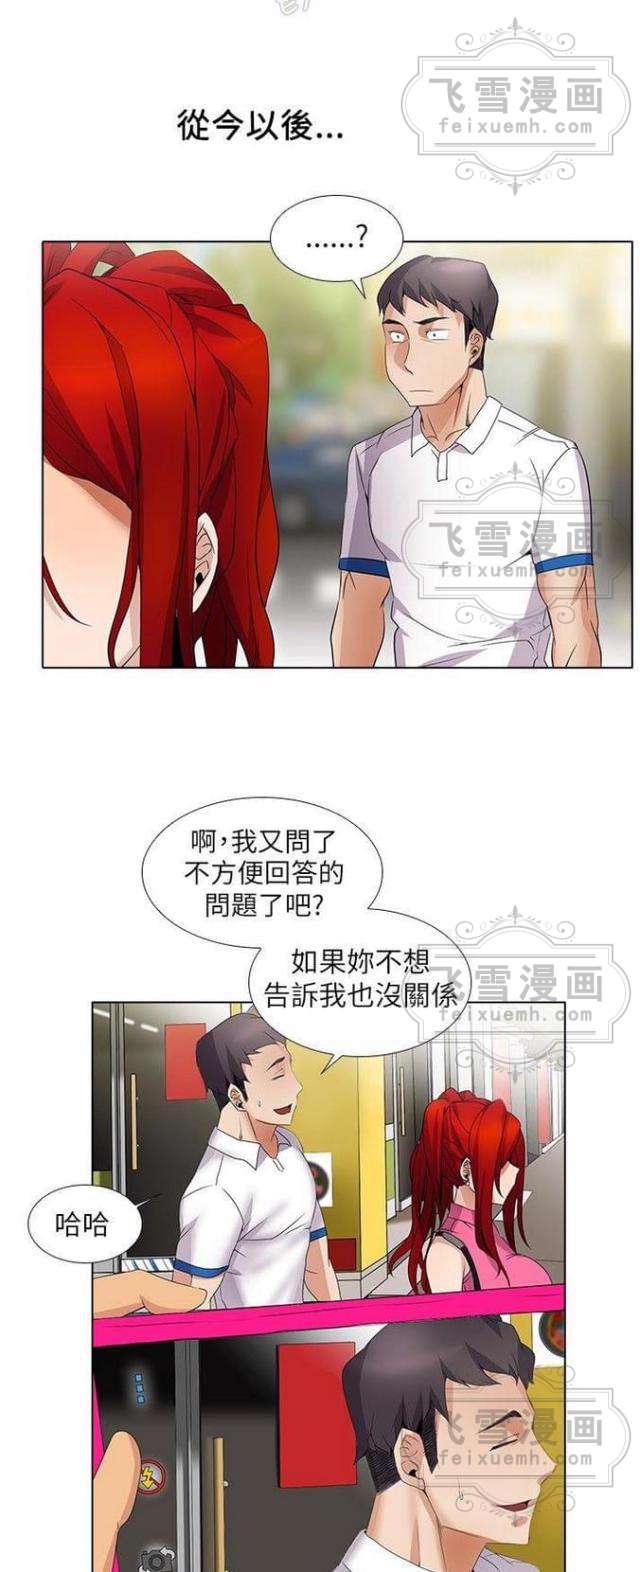 飞雪漫画
feixuemh.com
從今以後...
......?
飞雪漫画
feixuemh.com
啊,我又問了
不方便回答的
問題了吧?
如果妳不想
告訴我也沒關係
飞雪漫画
feixuemh.com
哈哈
飞雪漫画
feixuemh.com